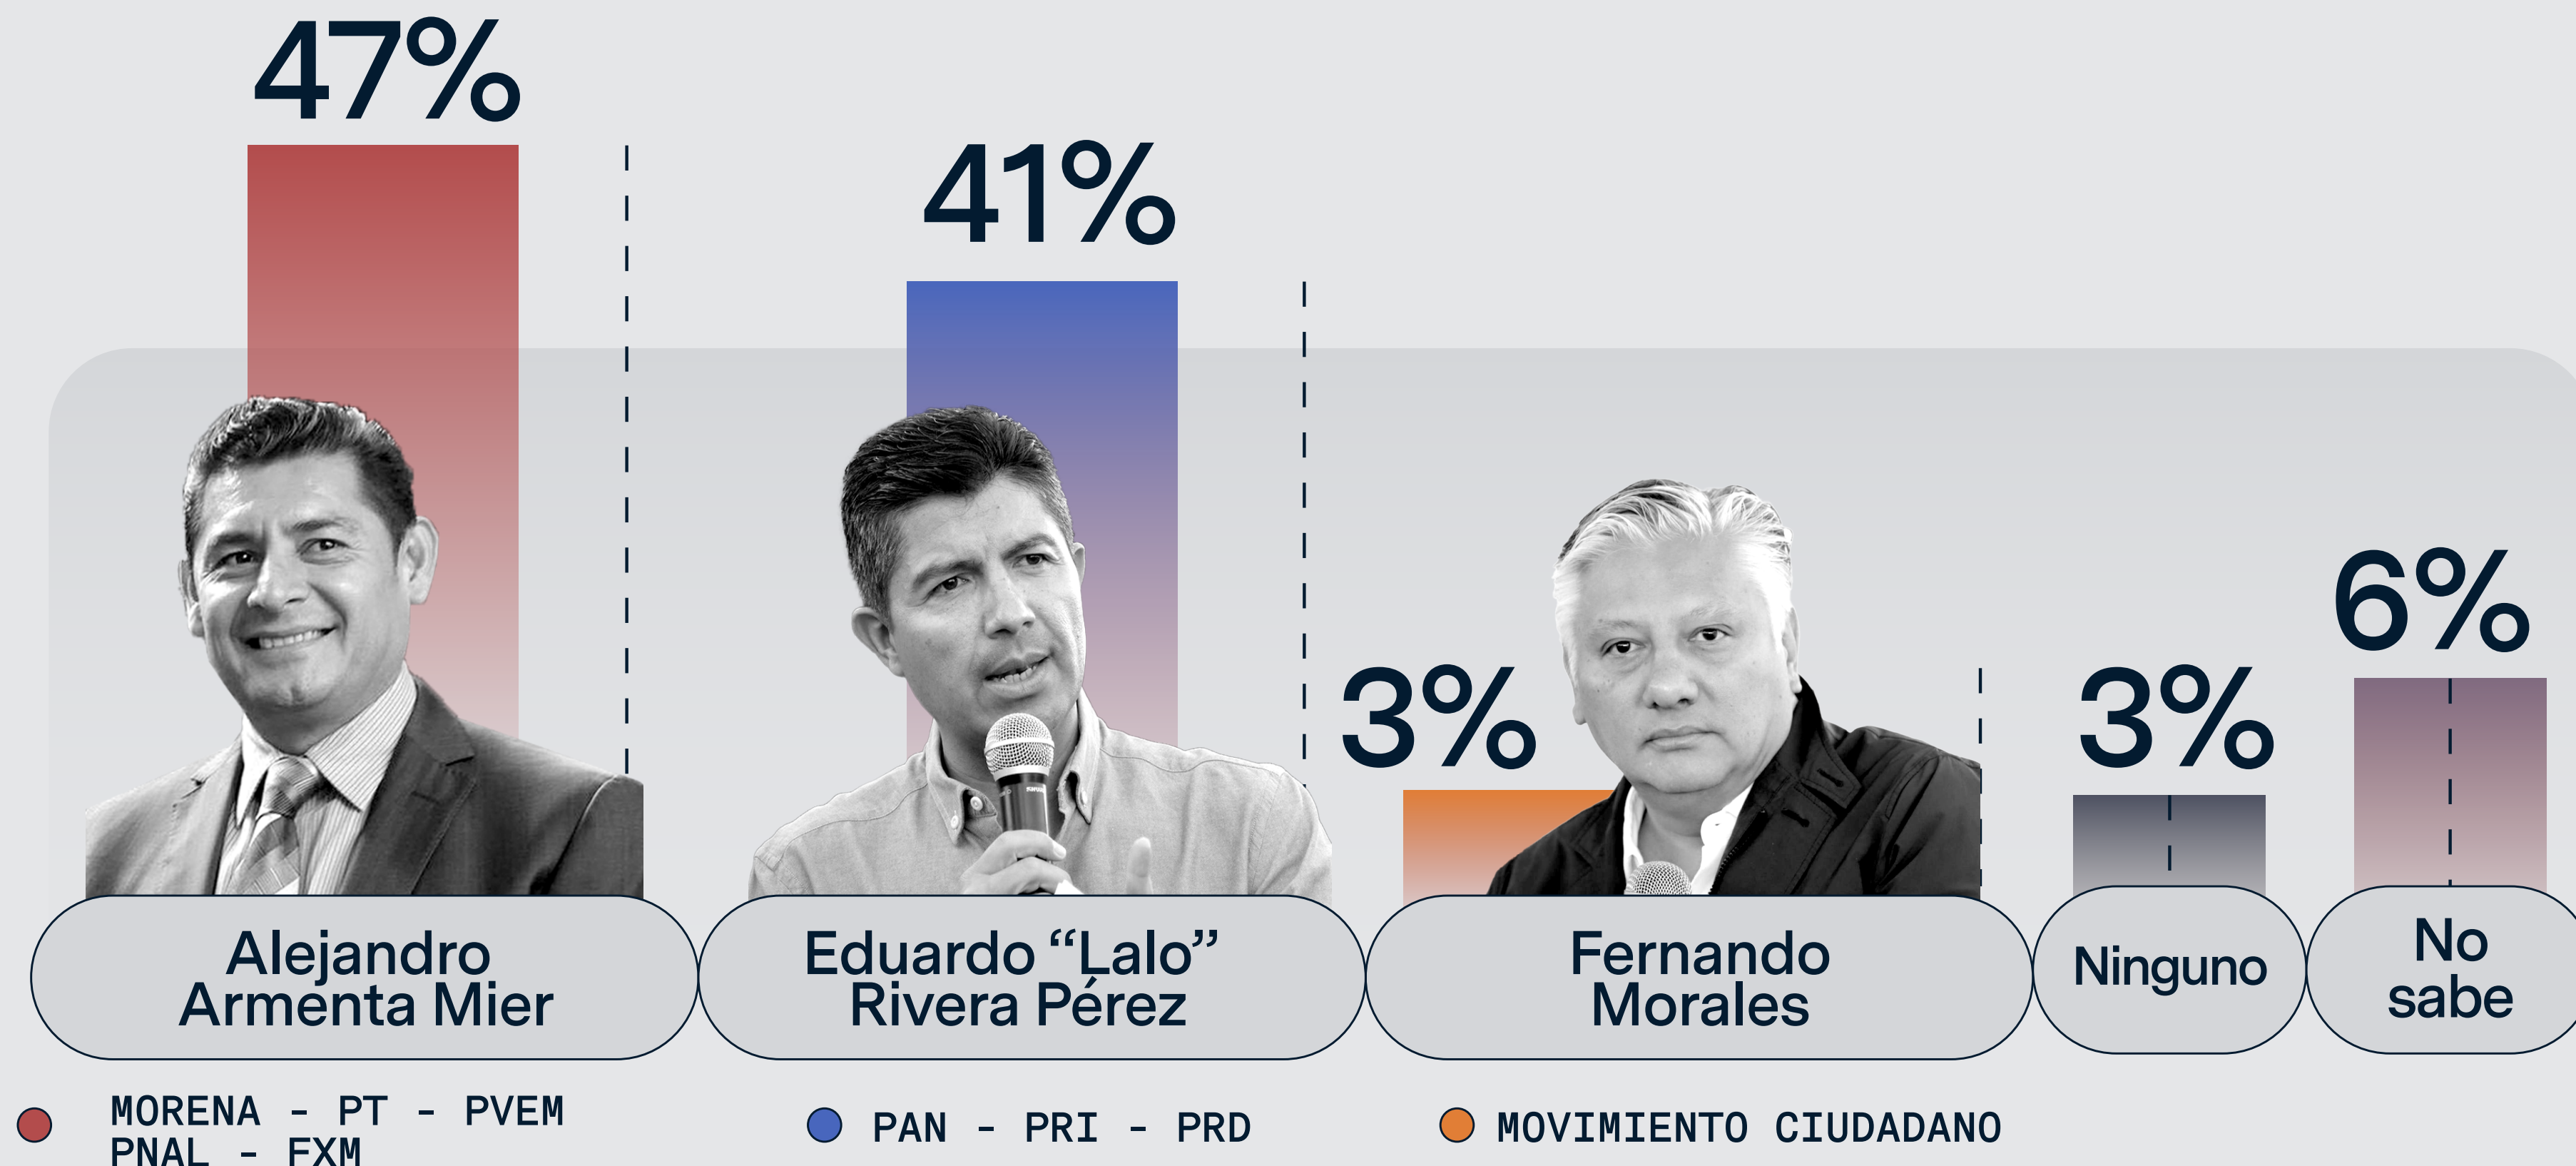 47%
41%
3%
3%
6%
Alejandro
Armenta Mier
Eduardo “Lalo”
Rivera Pérez
Fernando
Morales
Ninguno
No
sabe
MORENA - PT - PVEM
PNAL - FXM
PAN - PRI - PRD
MOVIMIENTO CIUDADANO